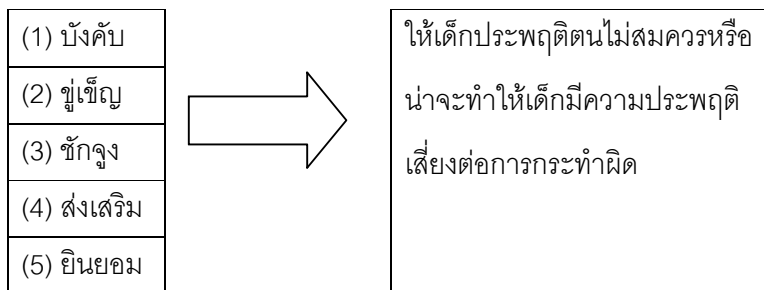 (1) บังคับ
(2) ขู่เข็ญ
(3) ชักจูง
(4) ส่งเสริม
(5) ยินยอม
ให้เด็กประพฤติตนไม่สมควรหรือ
น่าจะทำให้เด็กมีความประพฤติ
เสี่ยงต่อการกระทำผิด